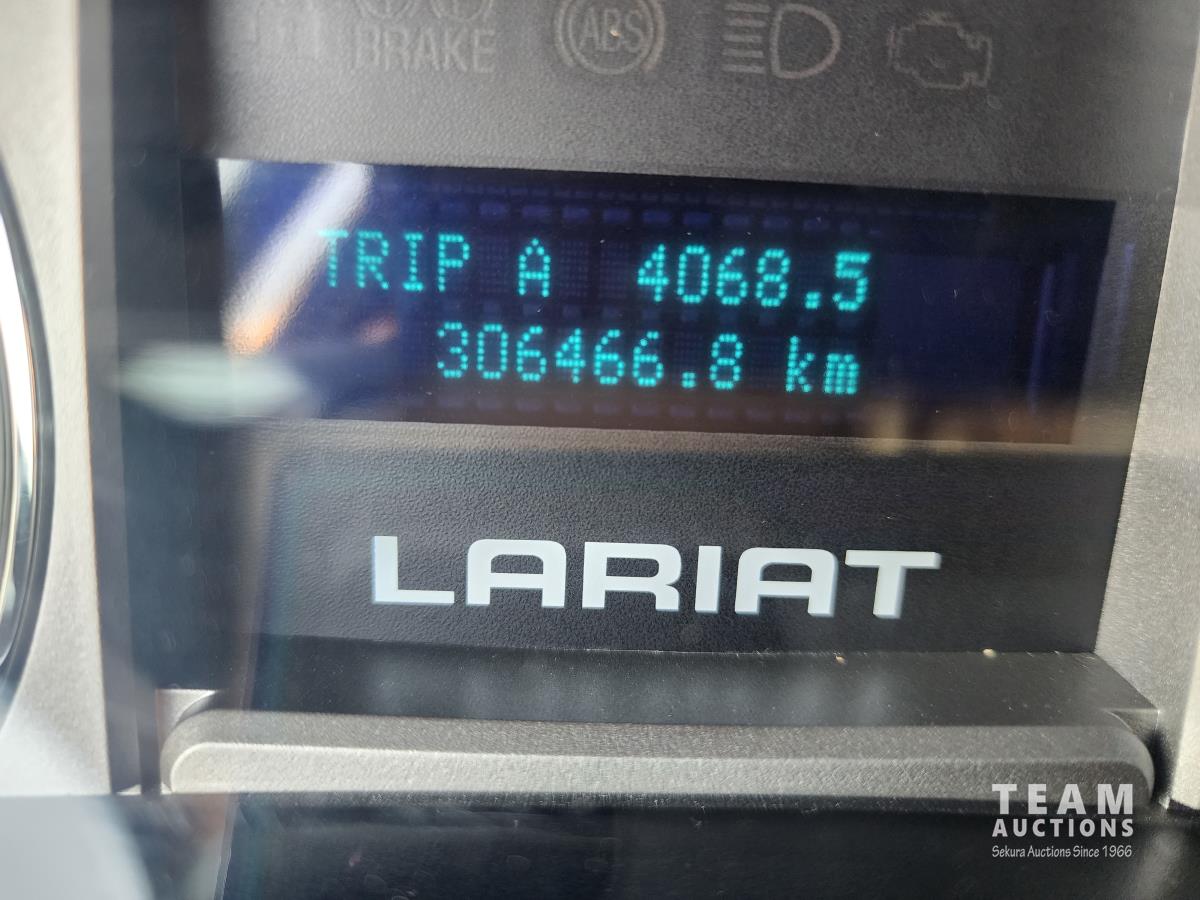 BRAKE
ABS
TRIP A 4068.5
306466.8 km
LARIAT
TEAM
AUCTIONS
Sekura Auctions Since 1966